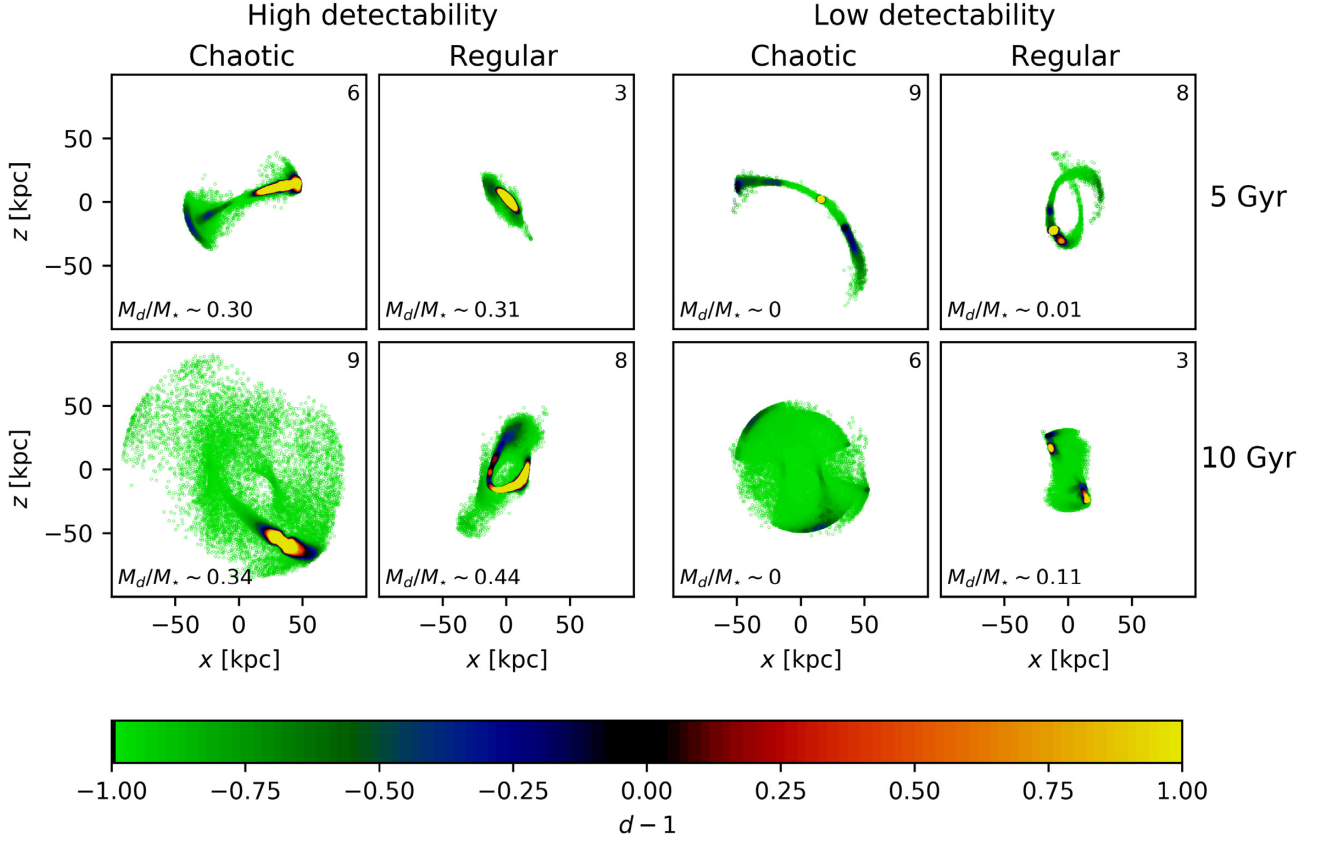 High detectability Low detectability
Chaotic Regular Chaotic Regular
6 3 9 8
50
0
−50
z [kpc]
M_d/M_⋆ ∼ 0.30 M_d/M_⋆ ∼ 0.31 M_d/M_⋆ ∼ 0 M_d/M_⋆ ∼ 0.01
5 Gyr
9 8 6 3
50
0
−50
z [kpc]
M_d/M_⋆ ∼ 0.34 M_d/M_⋆ ∼ 0.44 M_d/M_⋆ ∼ 0 M_d/M_⋆ ∼ 0.11
10 Gyr
−50 0 50 −50 0 50 −50 0 50 −50 0 50
x [kpc] x [kpc] x [kpc] x [kpc]
−1.00 −0.75 −0.50 −0.25 0.00 0.25 0.50 0.75 1.00
d − 1